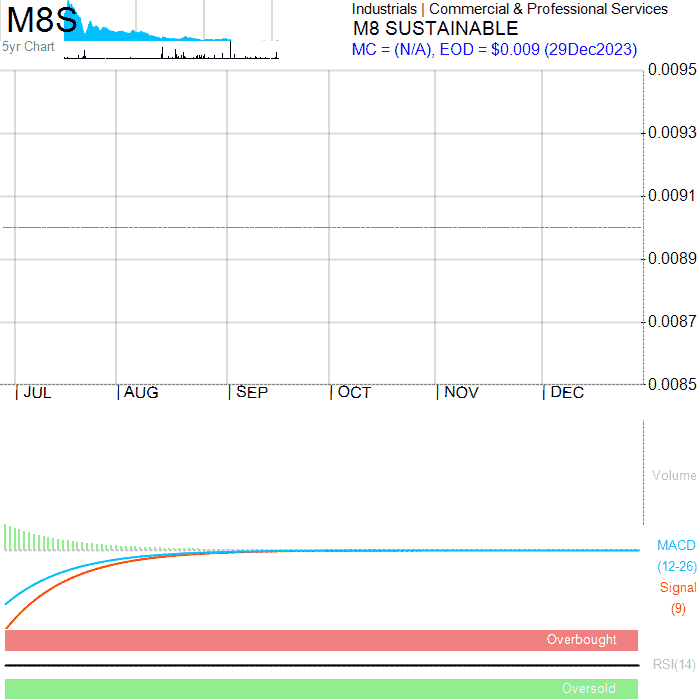 M8S
5yr Chart
Industrials | Commercial & Professional Services
M8 SUSTAINABLE
MC = (N/A), EOD = $0.009 (29Dec2023)
0.0095
0.0093
0.0091
0.0089
0.0087
0.0085
JUL AUG SEP OCT NOV DEC
Volume
MACD
(12-26)
Signal
(9)
Overbought
RSI(14)
Oversold